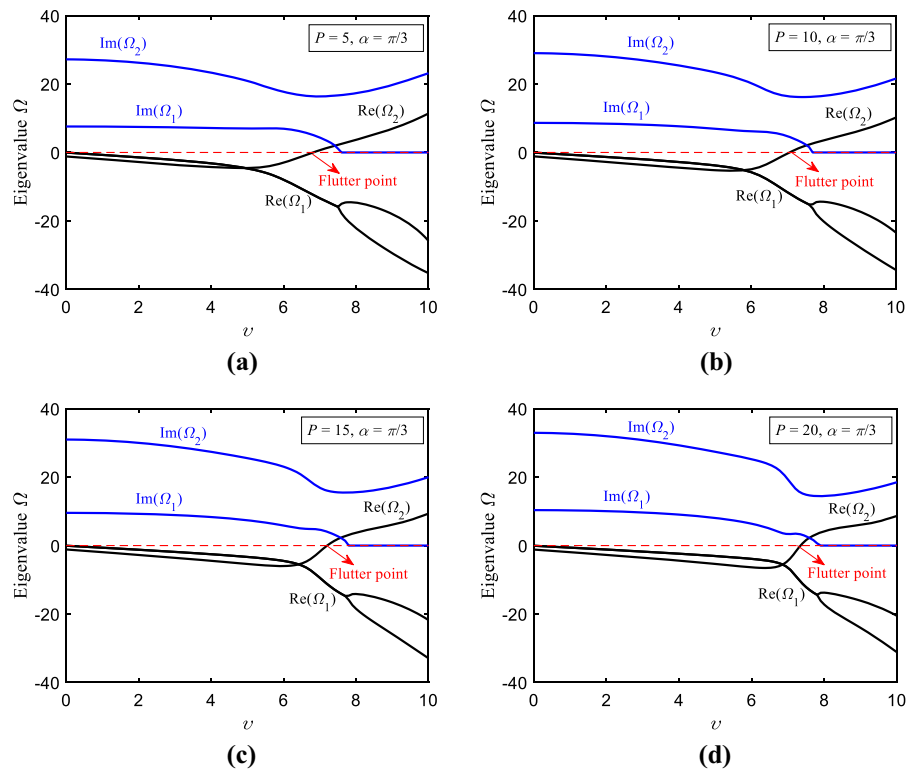 P = 5, α = π/3
Im(Ω₂)
Im(Ω₁)
Re(Ω₂)
Flutter point
Re(Ω₁)
Eigenvalue Ω
40
20
0
-20
-40
0 2 4 6 8 10
v
(a)
P = 10, α = π/3
Im(Ω₂)
Im(Ω₁)
Re(Ω₂)
Flutter point
Re(Ω₁)
Eigenvalue Ω
40
20
0
-20
-40
0 2 4 6 8 10
v
(b)
P = 15, α = π/3
Im(Ω₂)
Im(Ω₁)
Re(Ω₂)
Flutter point
Re(Ω₁)
Eigenvalue Ω
40
20
0
-20
-40
0 2 4 6 8 10
v
(c)
P = 20, α = π/3
Im(Ω₂)
Im(Ω₁)
Re(Ω₂)
Flutter point
Re(Ω₁)
Eigenvalue Ω
40
20
0
-20
-40
0 2 4 6 8 10
v
(d)